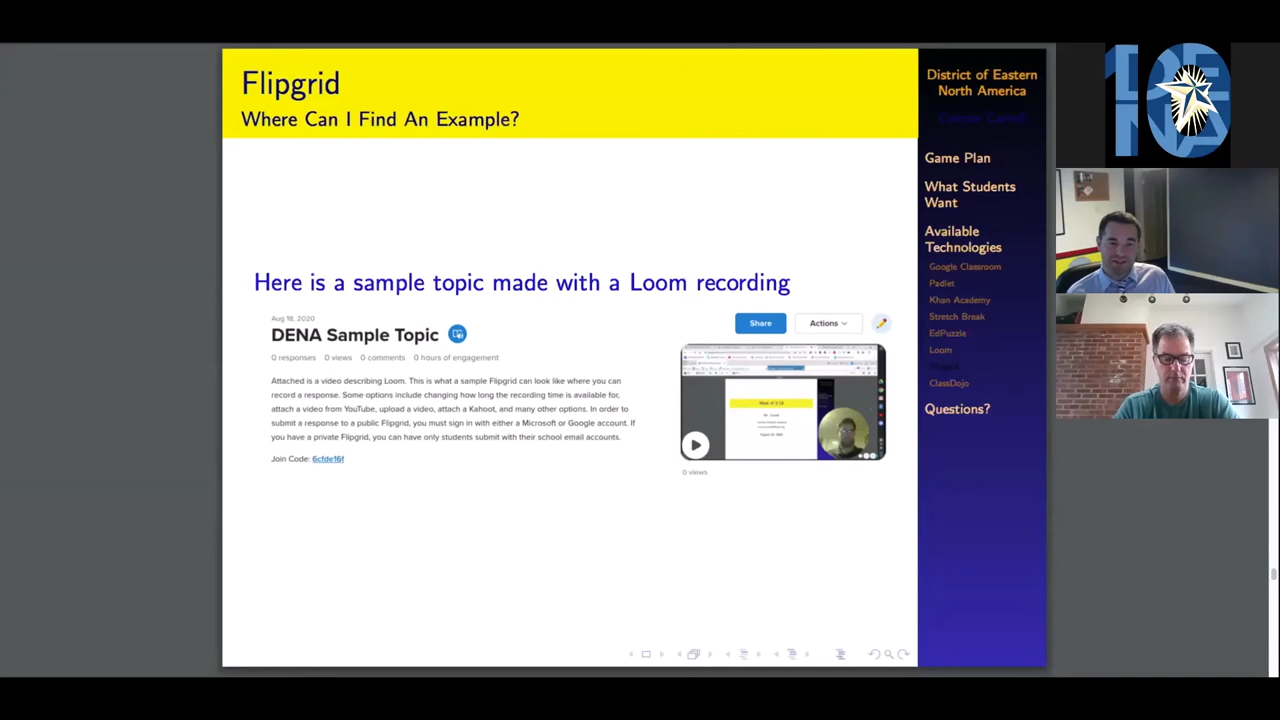 Flipgrid
Where Can I Find An Example?
Here is a sample topic made with a Loom recording
Aug 18, 2020
DENA Sample Topic
0 responses 0 views 0 comments 0 hours of engagement
Attached is a video describing Loom. This is what a sample Flipgrid can look like where you can
record a response. Some options include changing how long the recording time is available for,
attach a video from YouTube, upload a video, attach a Kahoot, and many other options. In order to
submit a response to a public Flipgrid, you must sign in with either a Microsoft or Google account. If
you have a private Flipgrid, you can have only students submit with their school email accounts.
Join Code: 6cfde16f
Share
Actions
0 views
District of Eastern
North America
Game Plan
What Students
Want
Available
Technologies
Google Classroom
Padlet
Khan Academy
Stretch Break
EdPuzzle
Loom
Flipgrid
ClassDojo
Questions?
DE
NA
10